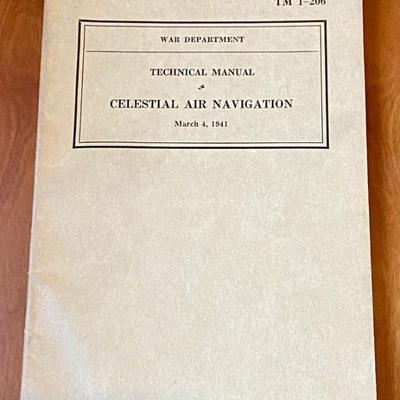 TM 1-206
WAR DEPARTMENT
TECHNICAL MANUAL
CELESTIAL AIR NAVIGATION
March 4, 1941